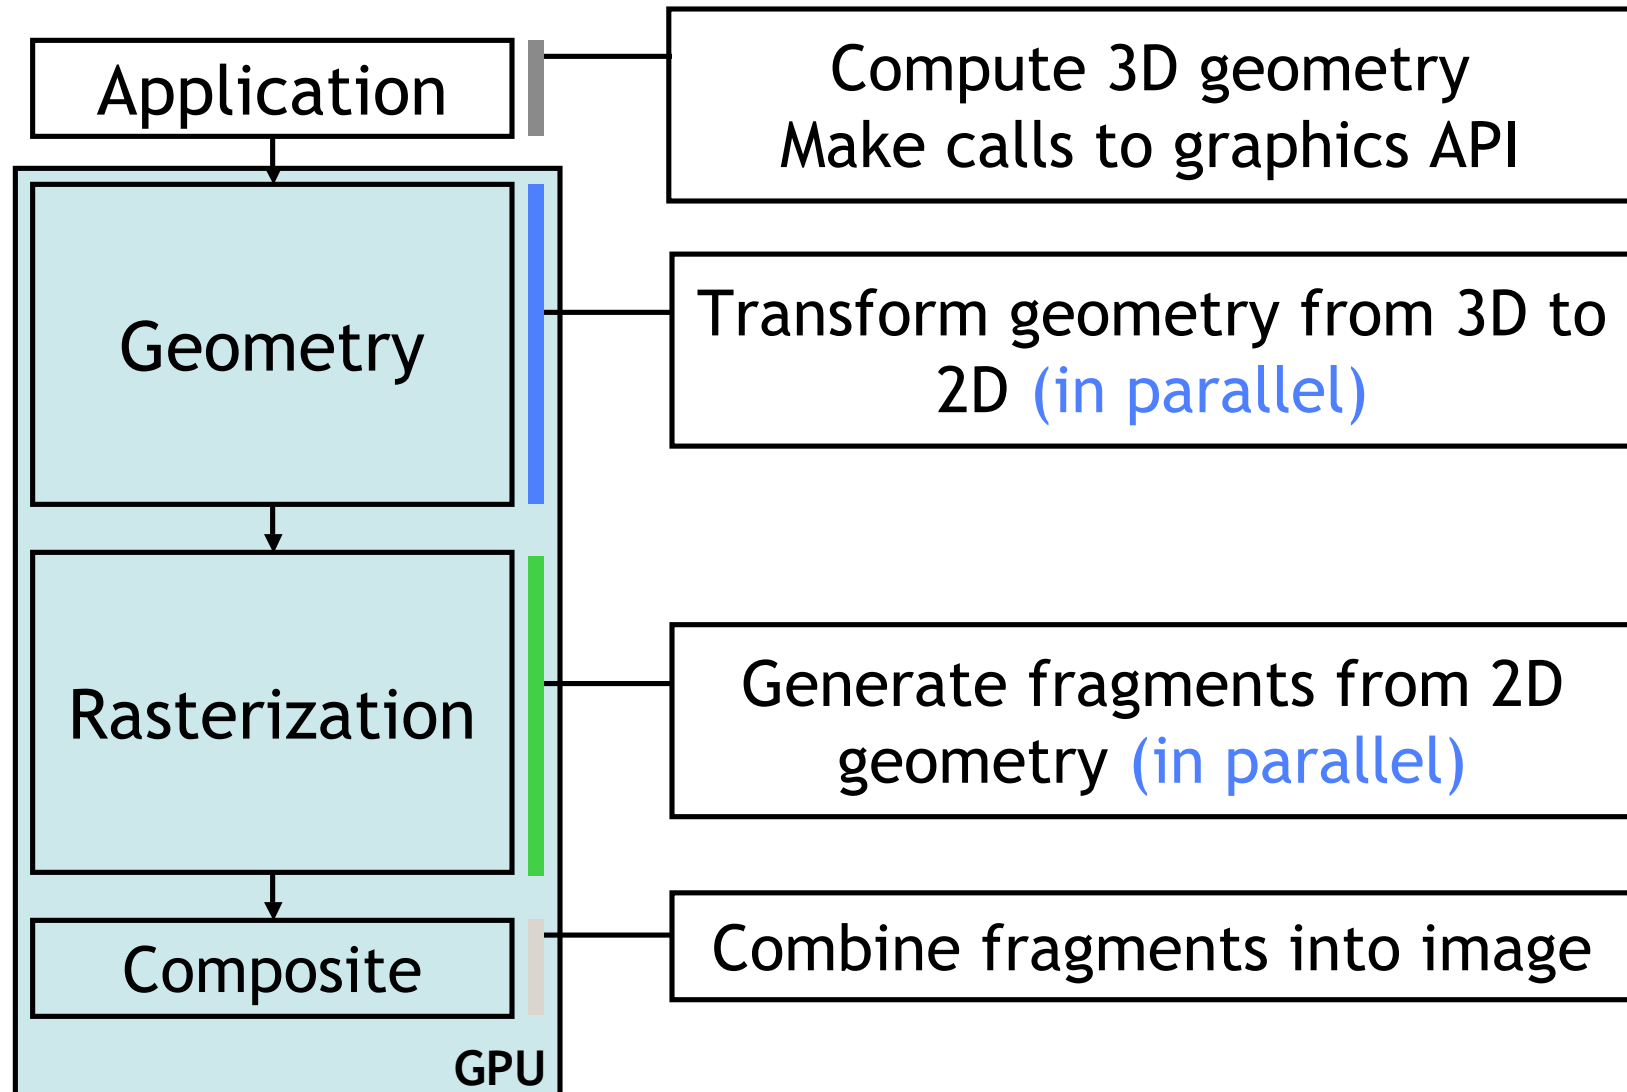 Application
Compute 3D geometry
Make calls to graphics API
Geometry
Transform geometry from 3D to
2D (in parallel)
Rasterization
Generate fragments from 2D
geometry (in parallel)
Composite
Combine fragments into image
GPU